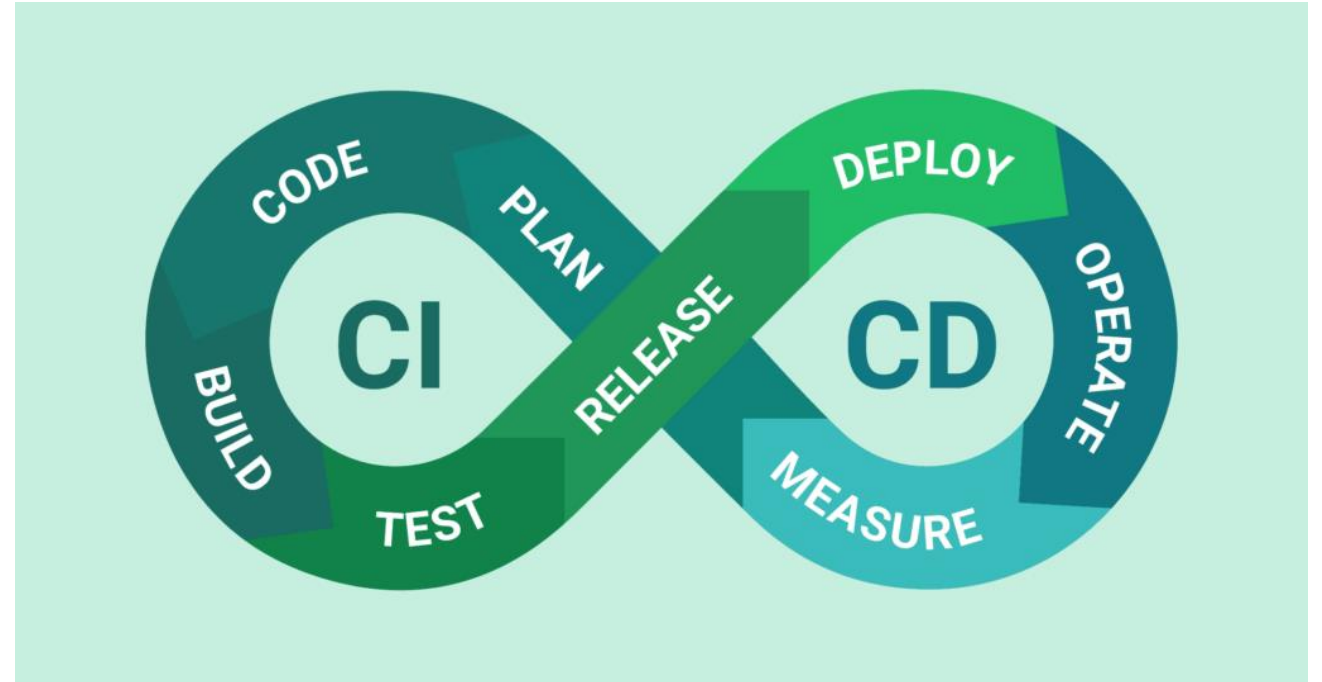 PLAN
CODE
BUILD
TEST
RELEASE
DEPLOY
OPERATE
MEASURE
CI
CD